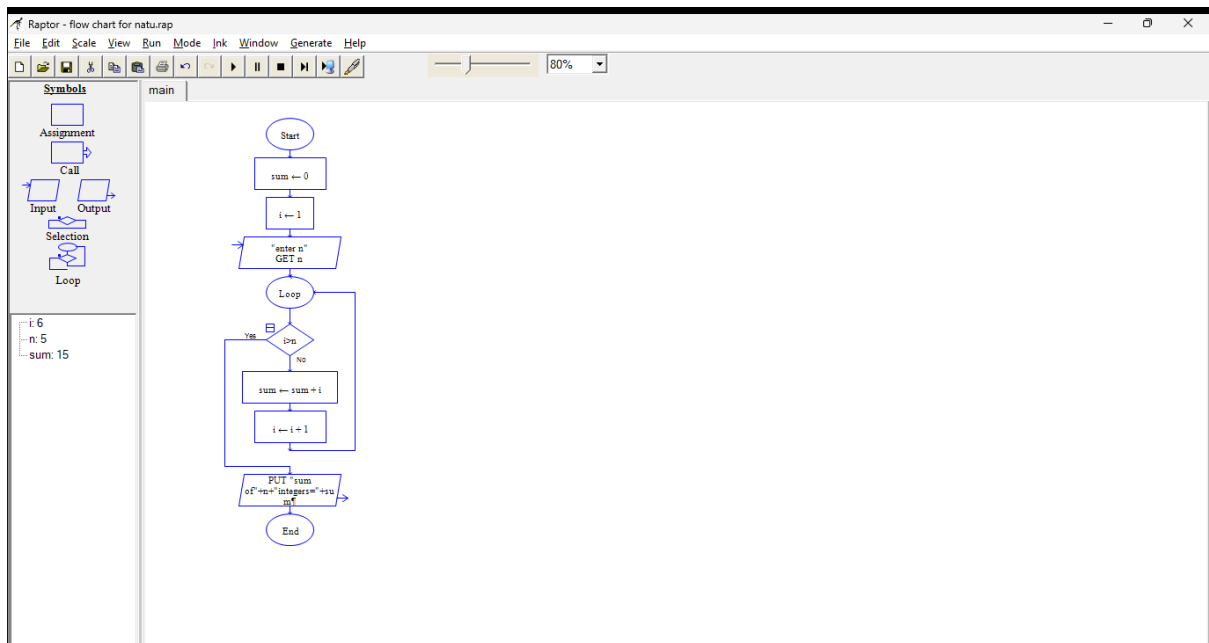 Raptor - flow chart for natu.rap
File Edit Scale View Run Mode Ink Window Generate Help
80%
Symbols
Assignment
Call
Input Output
Selection
Loop
i: 6
n: 5
sum: 15
main
Start
sum ← 0
i ← 1
"enter n"
GET n
Loop
Yes
i>n
No
sum ← sum + i
i ← i + 1
PUT "sum
of"+n+"integers="+su
m¶
End